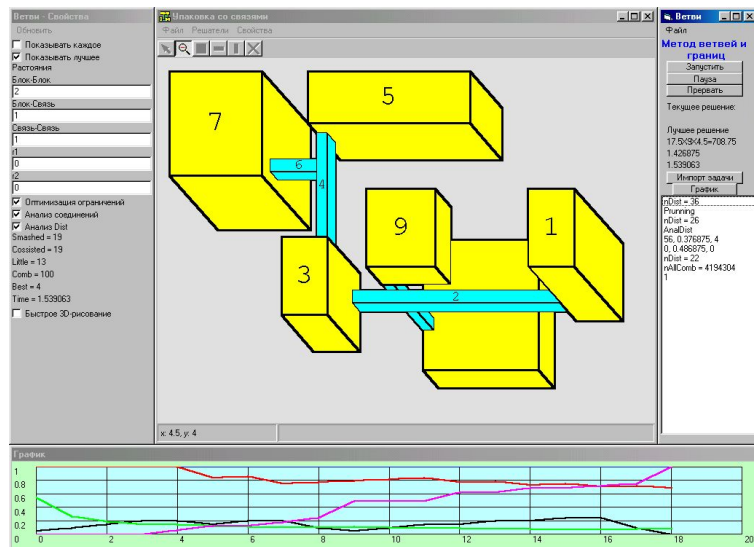 Ветви - Свойства
Обновить
Показывать каждое
Показывать лучшее
Растояния
Блок-Блок
2
Блок-Связь
1
Связь-Связь
1
r1
0
r2
0
Оптимизация ограничений
Анализ соединений
Анализ Dist
Smashed = 19
Cossisted = 19
Little = 13
Comb = 100
Best = 4
Time = 1.539063
Быстрое 3D-рисование
Упаковка со связями
Файл Решатели Свойства
7
5
6
4
9
1
3
2
x: 4.5, y: 4
Ветви
Файл
Метод ветвей и
границ
Запустить
Пауза
Прервать
Текущее решение:
Лучшее решение
17.5X9X4.5=708.75
1.426875
1.539063
Импорт задачи
График
nDist = 36
Prunning
nDist = 26
AnalDist
56, 0.376875, 4
0, 0.486875, 0
nDist = 22
nAllComb = 4194304
1
График
1
0.8
0.6
0.4
0.2
0 0 2 4 6 8 10 12 14 16 18 20